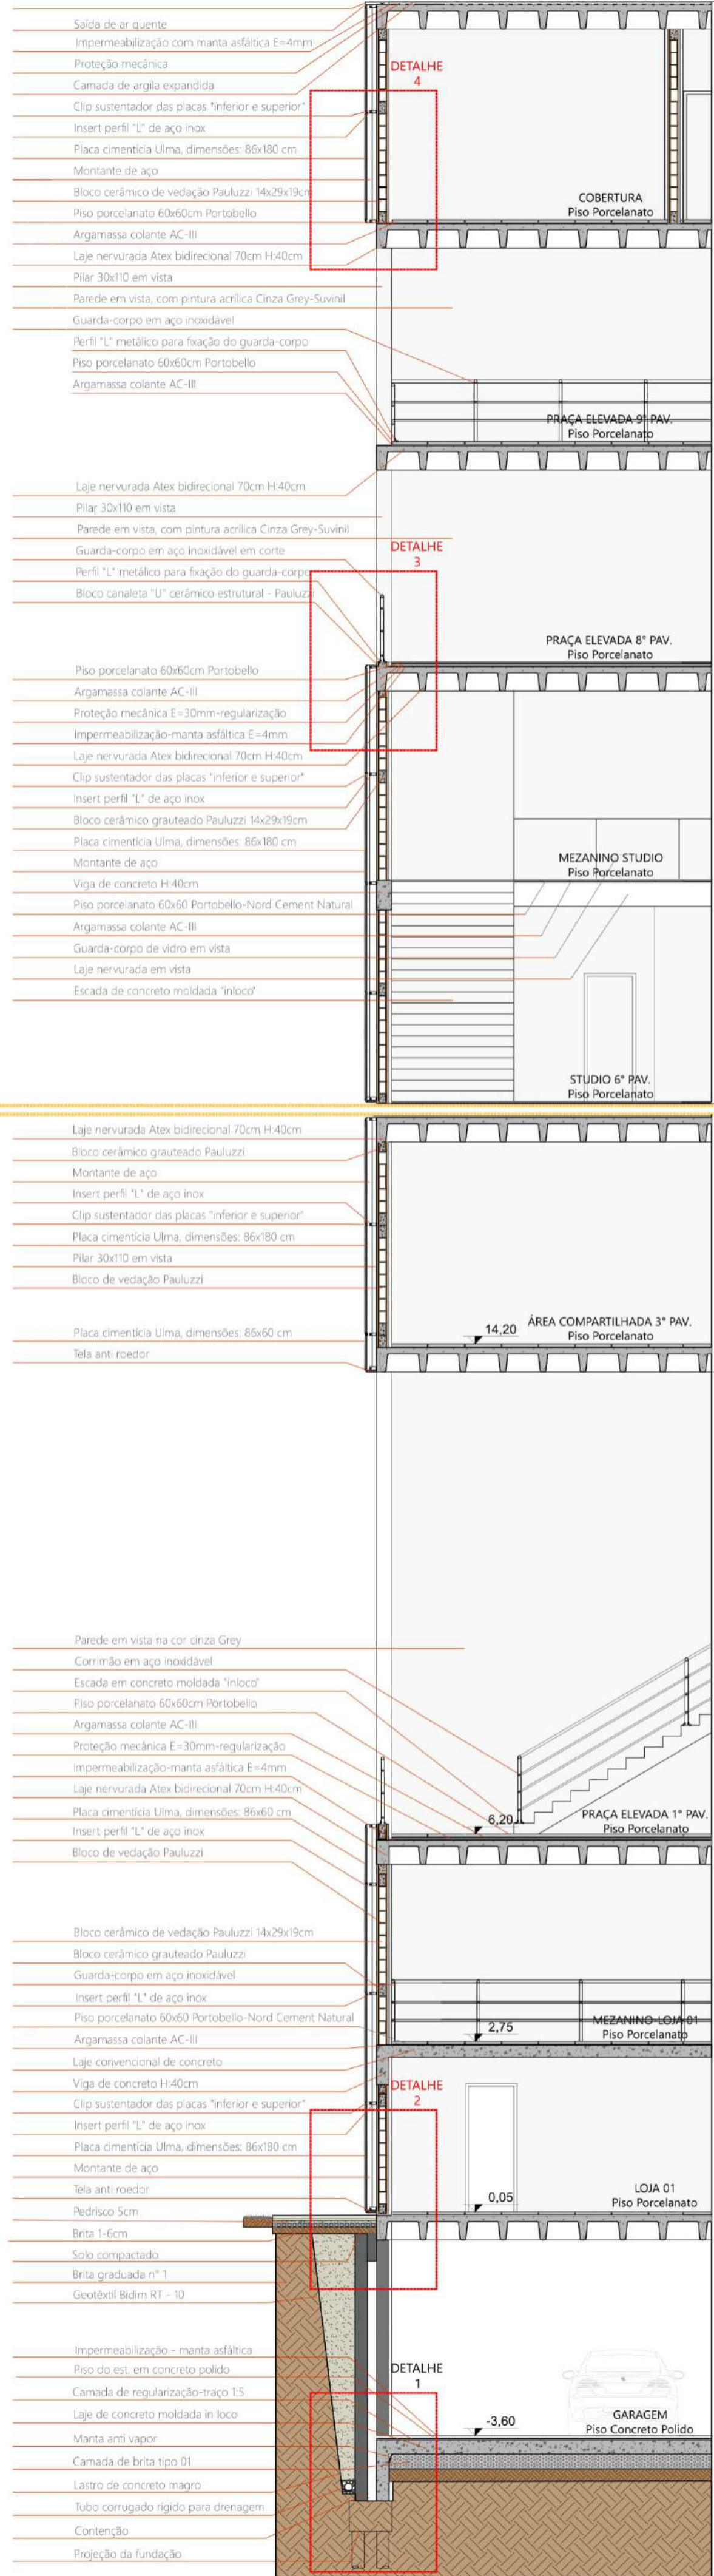 Saída de ar quente
Impermeabilização com manta asfáltica E=4mm
Proteção mecânica
DETALHE
4
Camada de argila expandida
Clip sustentador das placas "inferior e superior"
Insert perfil "L" de aço inox
Placa cimentícia Ulma, dimensões: 86x180 cm
Montante de aço
Bloco cerâmico de vedação Pauluzzi 14x29x19cm
COBERTURA
Piso Porcelanato
Piso porcelanato 60x60cm Portobello
Argamassa colante AC-III
Laje nervurada Atex bidirecional 70cm H:40cm
Pilar 30x110 em vista
Parede em vista, com pintura acrílica Cinza Grey-Suvinil
Guarda-corpo em aço inoxidável
Perfil "L" metálico para fixação do guarda-corpo
Piso porcelanato 60x60cm Portobello
Argamassa colante AC-III
PRAÇA ELEVADA 9° PAV.
Piso Porcelanato
Laje nervurada Atex bidirecional 70cm H:40cm
Pilar 30x110 em vista
Parede em vista, com pintura acrílica Cinza Grey-Suvinil
DETALHE
3
Guarda-corpo em aço inoxidável em corte
Perfil "L" metálico para fixação do guarda-corpo
Bloco canaleta "U" cerâmico estrutural - Pauluzzi
PRAÇA ELEVADA 8° PAV.
Piso Porcelanato
Piso porcelanato 60x60cm Portobello
Argamassa colante AC-III
Proteção mecânica E=30mm-regularização
Impermeabilização-manta asfáltica E=4mm
Laje nervurada Atex bidirecional 70cm H:40cm
Clip sustentador das placas "inferior e superior"
Insert perfil "L" de aço inox
Bloco cerâmico grauteado Pauluzzi 14x29x19cm
Placa cimentícia Ulma, dimensões: 86x180 cm
Montante de aço
MEZANINO STUDIO
Piso Porcelanato
Viga de concreto H:40cm
Piso porcelanato 60x60 Portobello-Nord Cement Natural
Argamassa colante AC-III
Guarda-corpo de vidro em vista
Laje nervurada em vista
Escada de concreto moldada "inloco"
STUDIO 6° PAV.
Piso Porcelanato
Laje nervurada Atex bidirecional 70cm H:40cm
Bloco cerâmico grauteado Pauluzzi
Montante de aço
Insert perfil "L" de aço inox
Clip sustentador das placas "inferior e superior"
Placa cimentícia Ulma, dimensões: 86x180 cm
Pilar 30x110 em vista
Bloco de vedação Pauluzzi
14,20
ÁREA COMPARTILHADA 3° PAV.
Piso Porcelanato
Placa cimentícia Ulma, dimensões: 86x60 cm
Tela anti roedor
Parede em vista na cor cinza Grey
Corrimão em aço inoxidável
Escada em concreto moldada "inloco"
Piso porcelanato 60x60cm Portobello
Argamassa colante AC-III
Proteção mecânica E=30mm-regularização
Impermeabilização-manta asfáltica E=4mm
Laje nervurada Atex bidirecional 70cm H:40cm
Placa cimentícia Ulma, dimensões: 86x60 cm
6,20
PRAÇA ELEVADA 1° PAV.
Piso Porcelanato
Insert perfil "L" de aço inox
Bloco de vedação Pauluzzi
Bloco cerâmico de vedação Pauluzzi 14x29x19cm
Bloco cerâmico grauteado Pauluzzi
Guarda-corpo em aço inoxidável
Insert perfil "L" de aço inox
Piso porcelanato 60x60 Portobello-Nord Cement Natural
2,75
MEZANINO-LOJA 01
Piso Porcelanato
Argamassa colante AC-III
Laje convencional de concreto
Viga de concreto H:40cm
DETALHE
2
Clip sustentador das placas "inferior e superior"
Insert perfil "L" de aço inox
Placa cimentícia Ulma, dimensões: 86x180 cm
Montante de aço
Tela anti roedor
0,05
LOJA 01
Piso Porcelanato
Pedrisco 5cm
Brita 1-6cm
Solo compactado
Brita graduada n° 1
Geotêxtil Bidim RT - 10
Impermeabilização - manta asfáltica
Piso do est. em concreto polido
DETALHE
1
Camada de regularização-traço 1:5
Laje de concreto moldada in loco
-3,60
GARAGEM
Piso Concreto Polido
Manta anti vapor
Camada de brita tipo 01
Lastro de concreto magro
Tubo corrugado rígido para drenagem
Contenção
Projeção da fundação